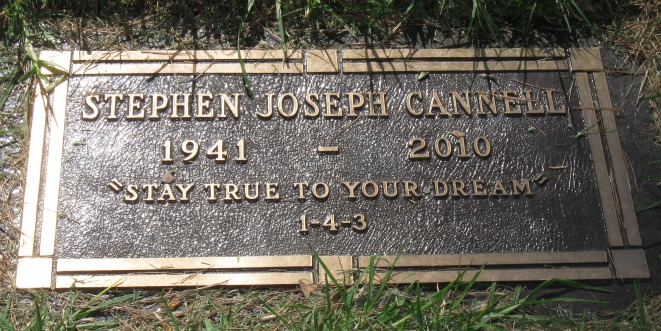 STEPHEN JOSEPH CANNELL
1941 - 2010
"STAY TRUE TO YOUR DREAM"
1-4-3